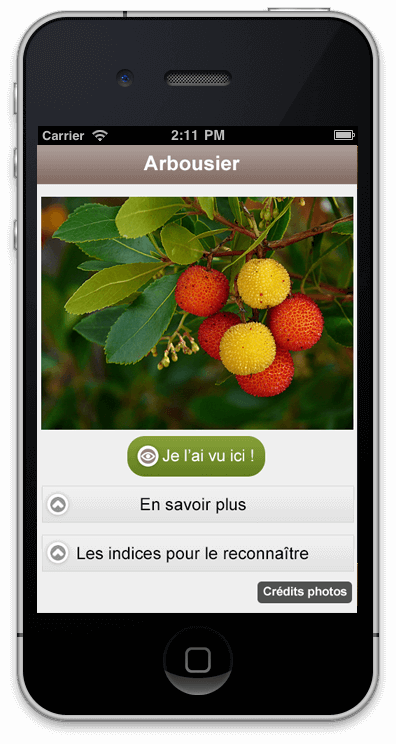 Carrier 2:11 PM
Arbousier
Je l'ai vu ici !
En savoir plus
Les indices pour le reconnaître
Crédits photos